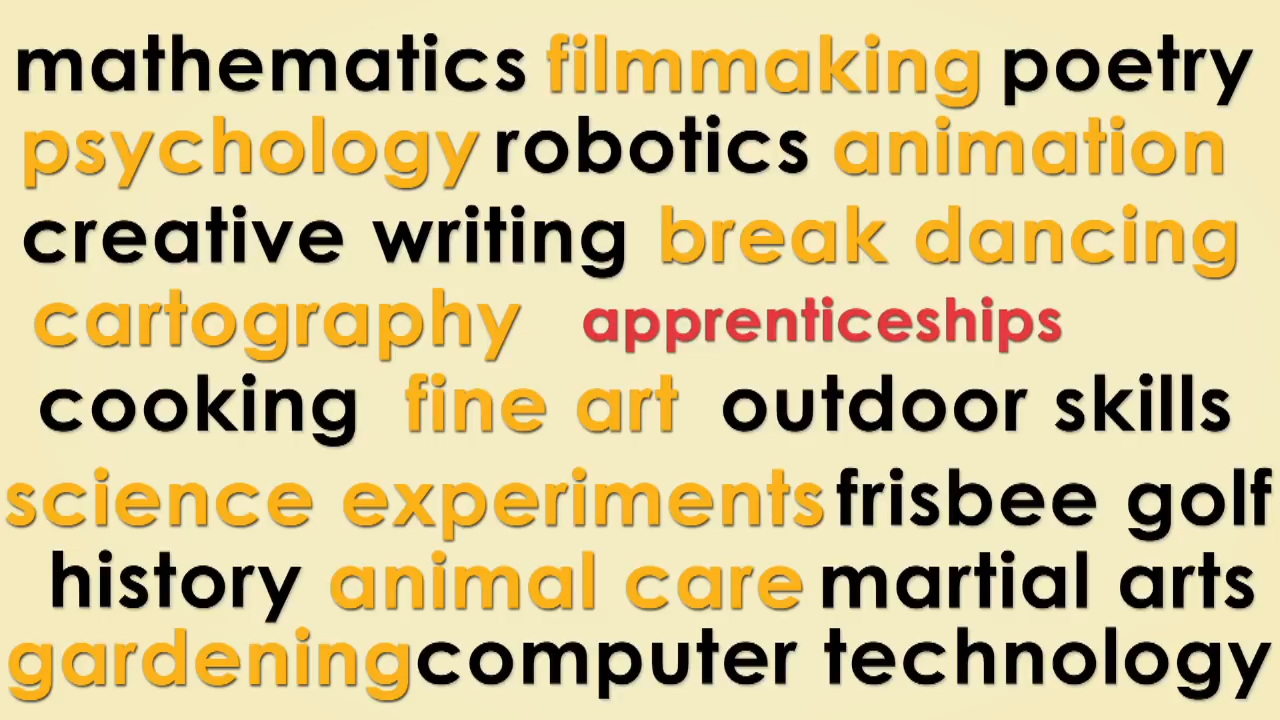 mathematics filmmaking poetry
psychology robotics animation
creative writing break dancing
cartography apprenticeships
cooking fine art outdoor skills
science experiments frisbee golf
history animal care martial arts
gardening computer technology